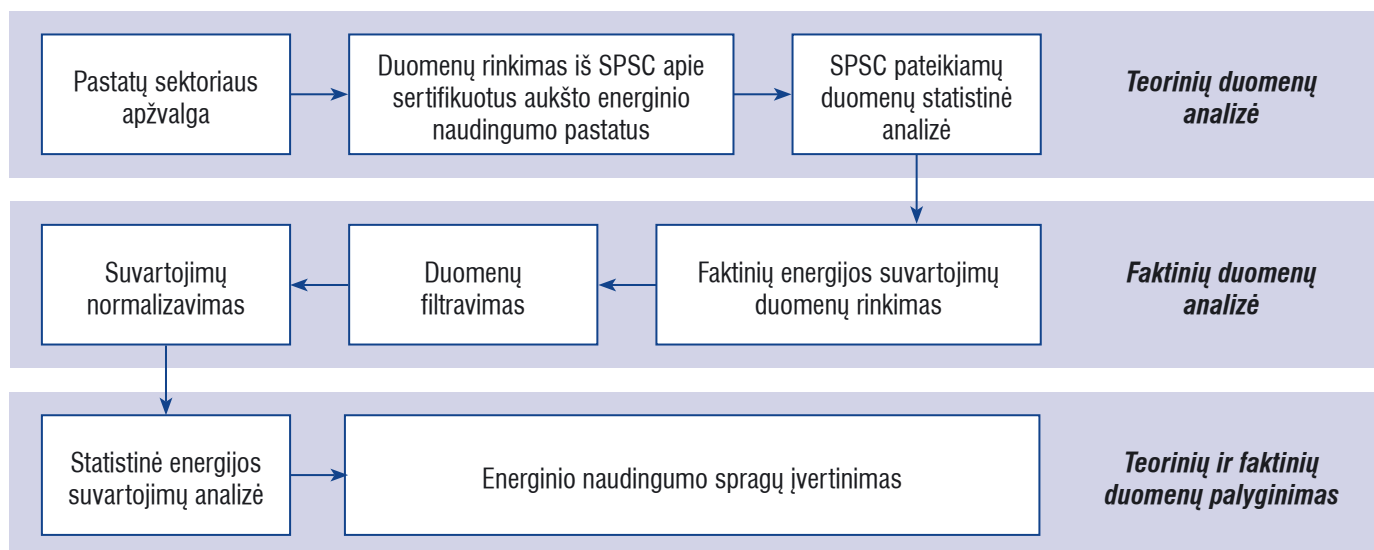 Pastatų sektoriaus
apžvalga
Duomenų rinkimas iš SPSC apie
sertifikuotus aukšto energinio
naudingumo pastatus
SPSC pateikiamų
duomenų statistinė
analizė
Teorinių duomenų
analizė
Suvartojimų
normalizavimas
Duomenų
filtravimas
Faktinių energijos suvartojimų
duomenų rinkimas
Faktinių duomenų
analizė
Statistinė energijos
suvartojimų analizė
Energinio naudingumo spragų įvertinimas
Teorinių ir faktinių
duomenų palyginimas